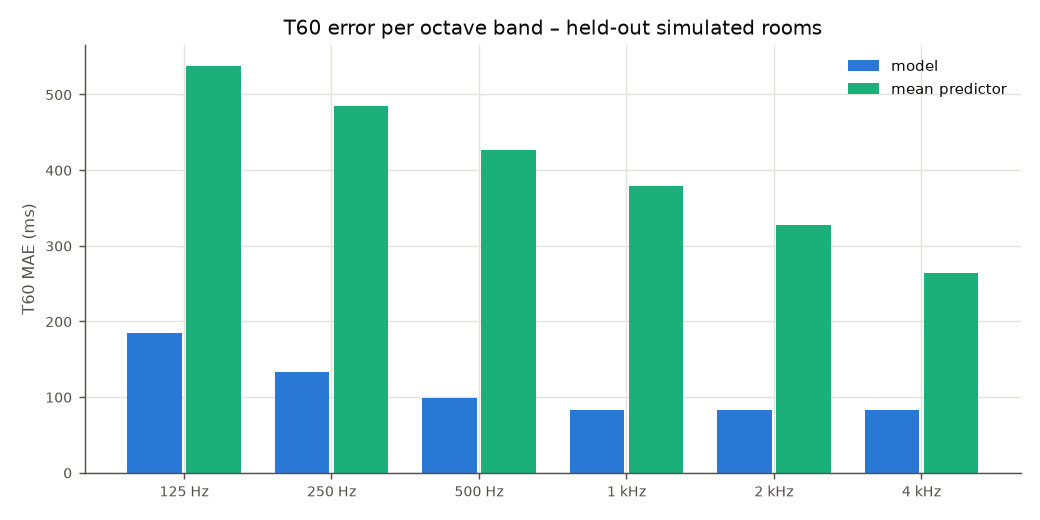 T60 error per octave band – held-out simulated rooms
model
mean predictor
T60 MAE (ms)
500
400
300
200
100
0
125 Hz
250 Hz
500 Hz
1 kHz
2 kHz
4 kHz